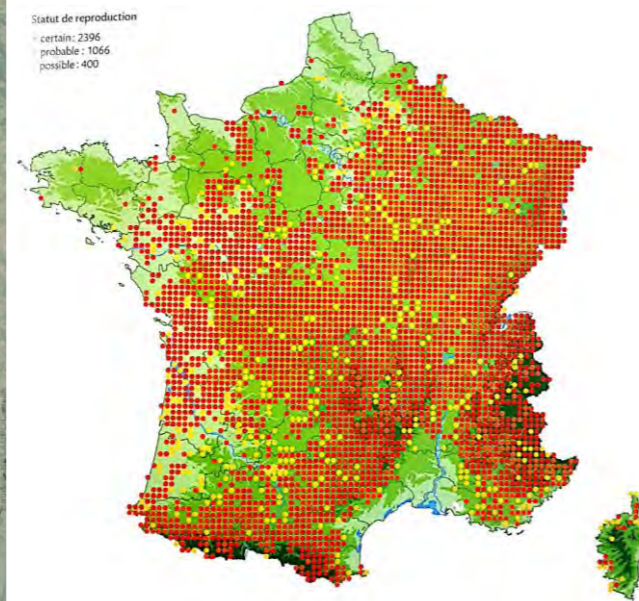 Statut de reproduction
certain : 2396
probable : 1066
possible : 400